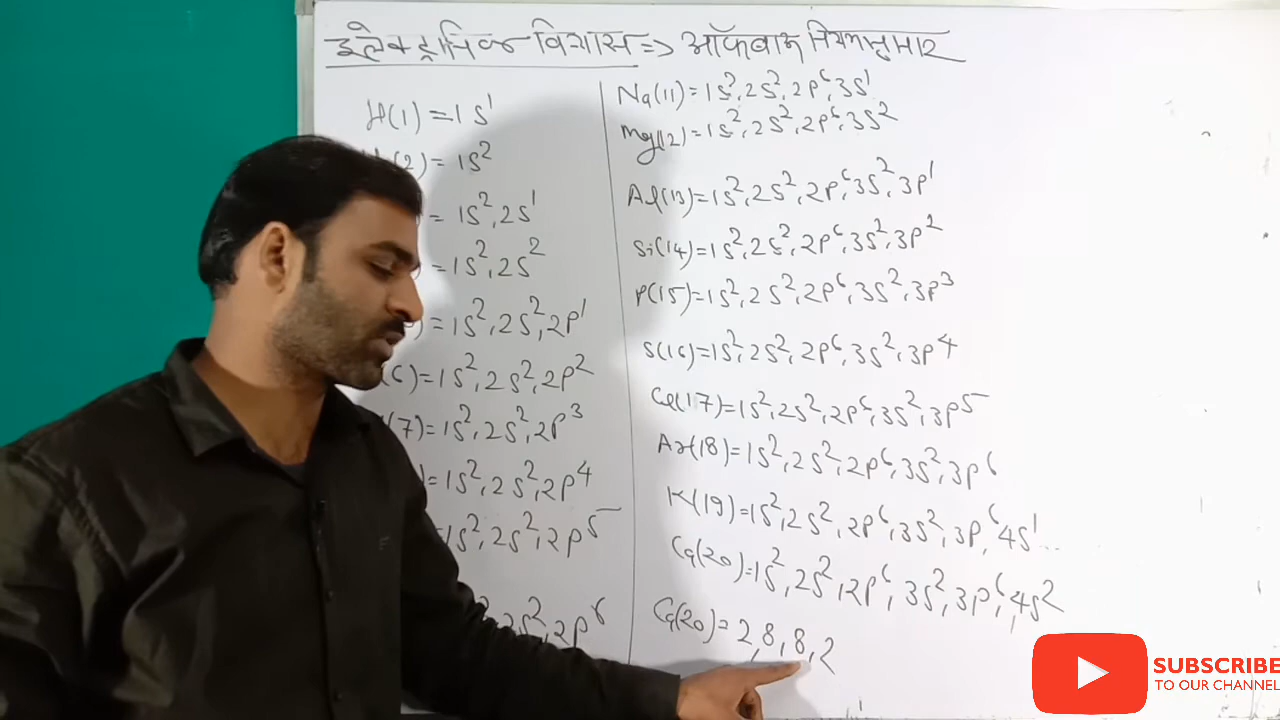 इलेक्ट्रानिक विन्यास => ऑफबाऊ नियमानुसार
H(1) = 1s¹
(2) = 1s²
= 1s², 2s¹
= 1s², 2s²
) = 1s², 2s², 2p¹
(6) = 1s², 2s², 2p²
(7) = 1s², 2s², 2p³
) = 1s², 2s², 2p⁴
= 1s², 2s², 2p⁵
2s², 2p⁶
Na(11) = 1s², 2s², 2p⁶, 3s¹
Mg(12) = 1s², 2s², 2p⁶, 3s²
Al(13) = 1s², 2s², 2p⁶, 3s², 3p¹
Si(14) = 1s², 2s², 2p⁶, 3s², 3p²
P(15) = 1s², 2s², 2p⁶, 3s², 3p³
S(16) = 1s², 2s², 2p⁶, 3s², 3p⁴
Cl(17) = 1s², 2s², 2p⁶, 3s², 3p⁵
Ar(18) = 1s², 2s², 2p⁶, 3s², 3p⁶
K(19) = 1s², 2s², 2p⁶, 3s², 3p⁶, 4s¹...
Ca(20) = 1s², 2s², 2p⁶, 3s², 3p⁶, 4s²
Ca(20) = 2, 8, 8, 2
SUBSCRIBE
TO OUR CHANNEL